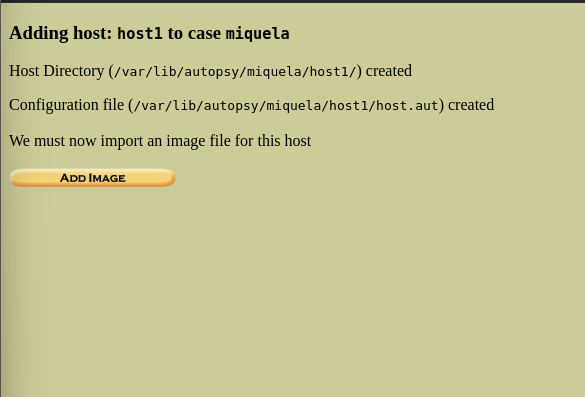 Adding host: host1 to case miquela
Host Directory (/var/lib/autopsy/miquela/host1/) created
Configuration file (/var/lib/autopsy/miquela/host1/host.aut) created
We must now import an image file for this host
ADD IMAGE